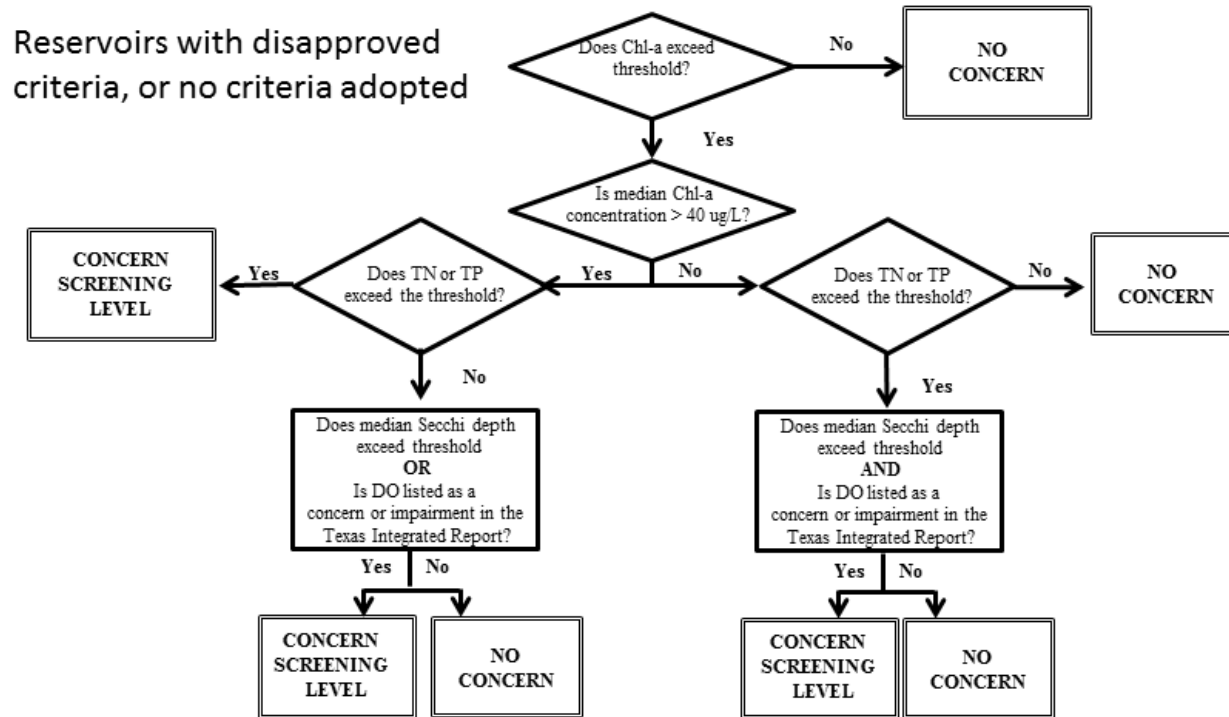 Reservoirs with disapproved
criteria, or no criteria adopted
Does Chl-a exceed
threshold?
No
NO
CONCERN
Yes
Is median Chl-a
concentration > 40 ug/L?
CONCERN
SCREENING
LEVEL
Yes
Does TN or TP
exceed the threshold?
Yes
No
Does TN or TP
exceed the threshold?
No
NO
CONCERN
No
Yes
Does median Secchi depth
exceed threshold
OR
Is DO listed as a
concern or impairment in the
Texas Integrated Report?
Does median Secchi depth
exceed threshold
AND
Is DO listed as a
concern or impairment in the
Texas Integrated Report?
Yes
No
Yes
No
CONCERN
SCREENING
LEVEL
NO
CONCERN
CONCERN
SCREENING
LEVEL
NO
CONCERN